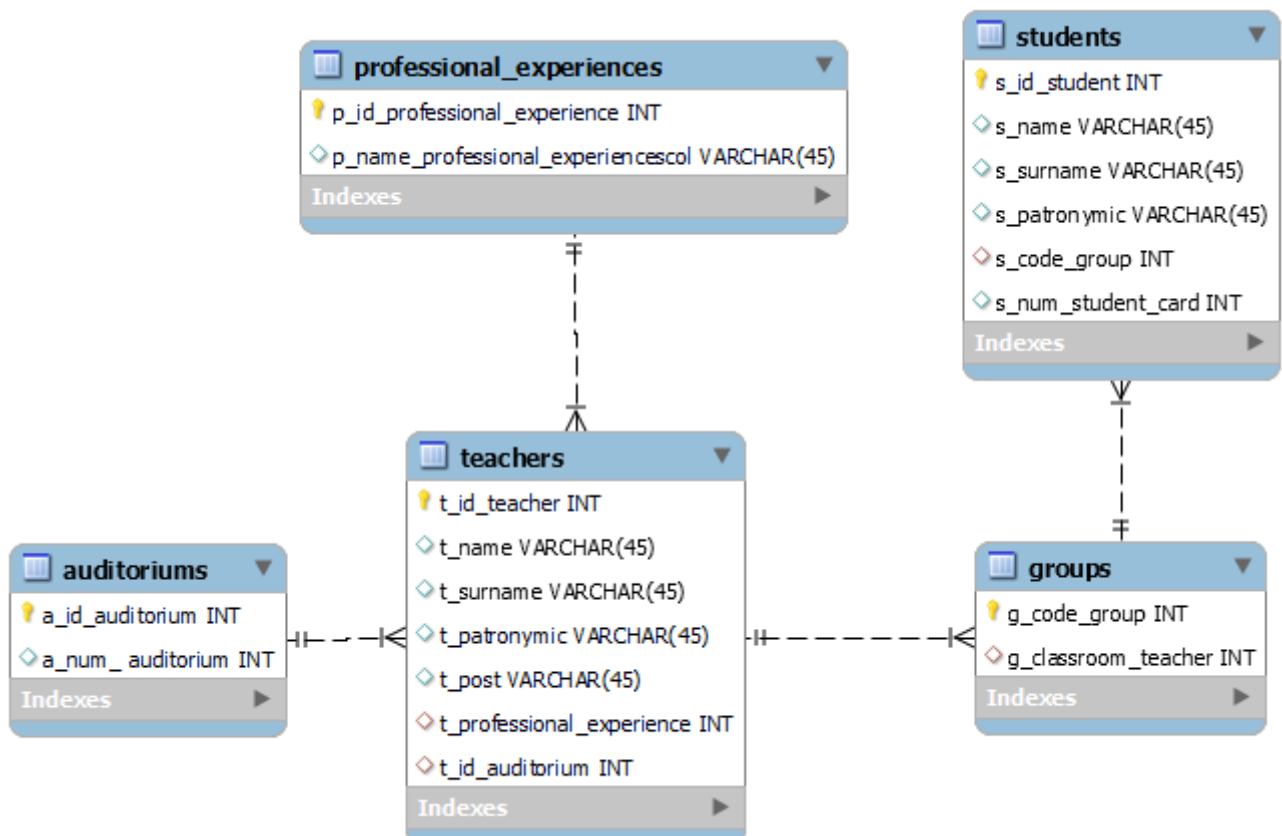 professional_experiences
p_id_professional_experience INT
p_name_professional_experiencescol VARCHAR(45)
Indexes
students
s_id_student INT
s_name VARCHAR(45)
s_surname VARCHAR(45)
s_patronymic VARCHAR(45)
s_code_group INT
s_num_student_card INT
Indexes
teachers
t_id_teacher INT
t_name VARCHAR(45)
t_surname VARCHAR(45)
t_patronymic VARCHAR(45)
t_post VARCHAR(45)
t_professional_experience INT
t_id_auditorium INT
Indexes
auditoriums
a_id_auditorium INT
a_num_ auditorium INT
Indexes
groups
g_code_group INT
g_classroom_teacher INT
Indexes